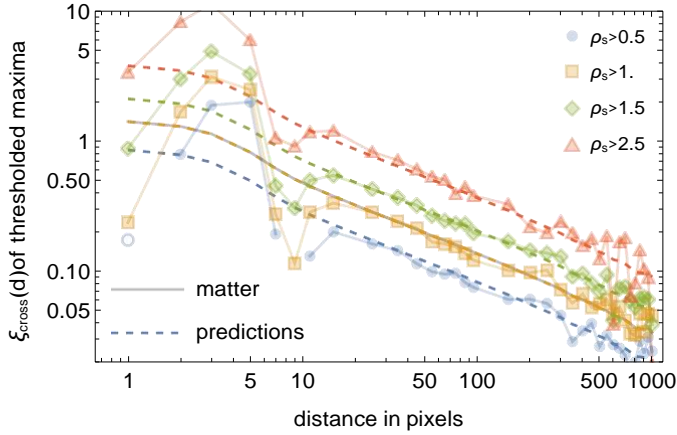 10
5
1
0.50
0.10
0.05
ξcross(d)of thresholded maxima
ρs>0.5
ρs>1.
ρs>1.5
ρs>2.5
matter
predictions
1 5 10 50 100 500 1000
distance in pixels